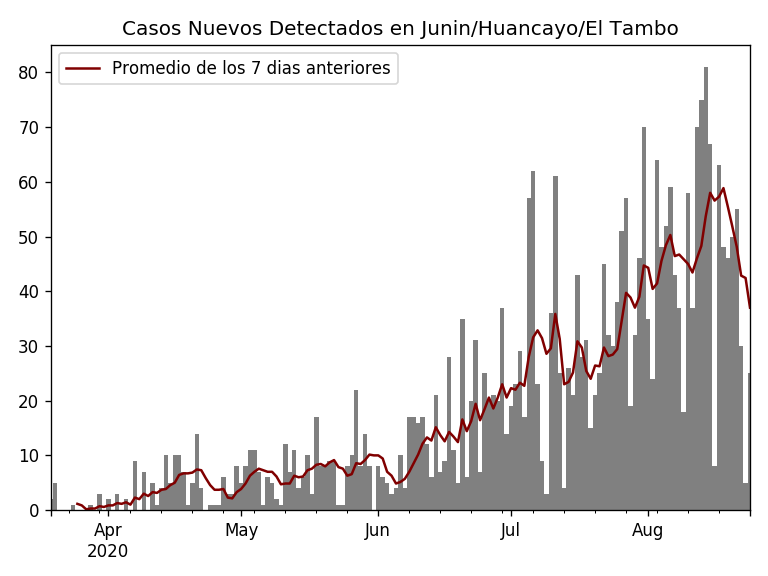 Casos Nuevos Detectados en Junin/Huancayo/El Tambo
Promedio de los 7 dias anteriores
80
70
60
50
40
30
20
10
0
Apr
2020
May
Jun
Jul
Aug